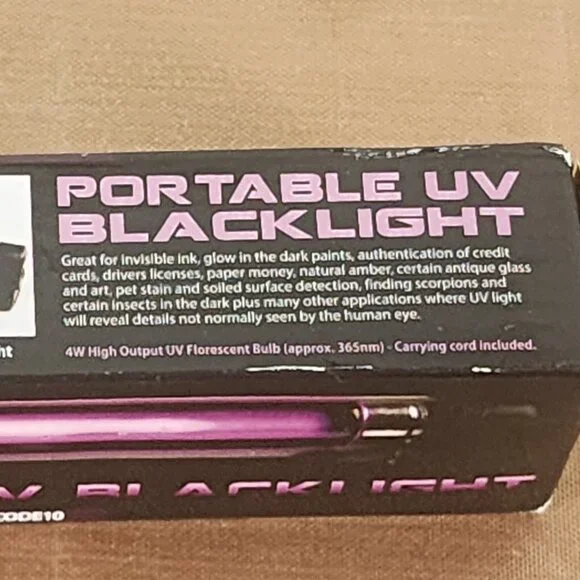 PORTABLE UV
BLACKLIGHT
Great for invisible ink, glow in the dark paints, authentication of credit
cards, drivers licenses, paper money, natural amber, certain antique glass
and art, pet stain and soiled surface detection, finding scorpions and
certain insects in the dark plus many other applications where UV light
will reveal details not normally seen by the human eye.
ht
4W High Output UV Florescent Bulb (approx. 365nm) - Carrying cord included.
V BLACKLIGHT
CODE10